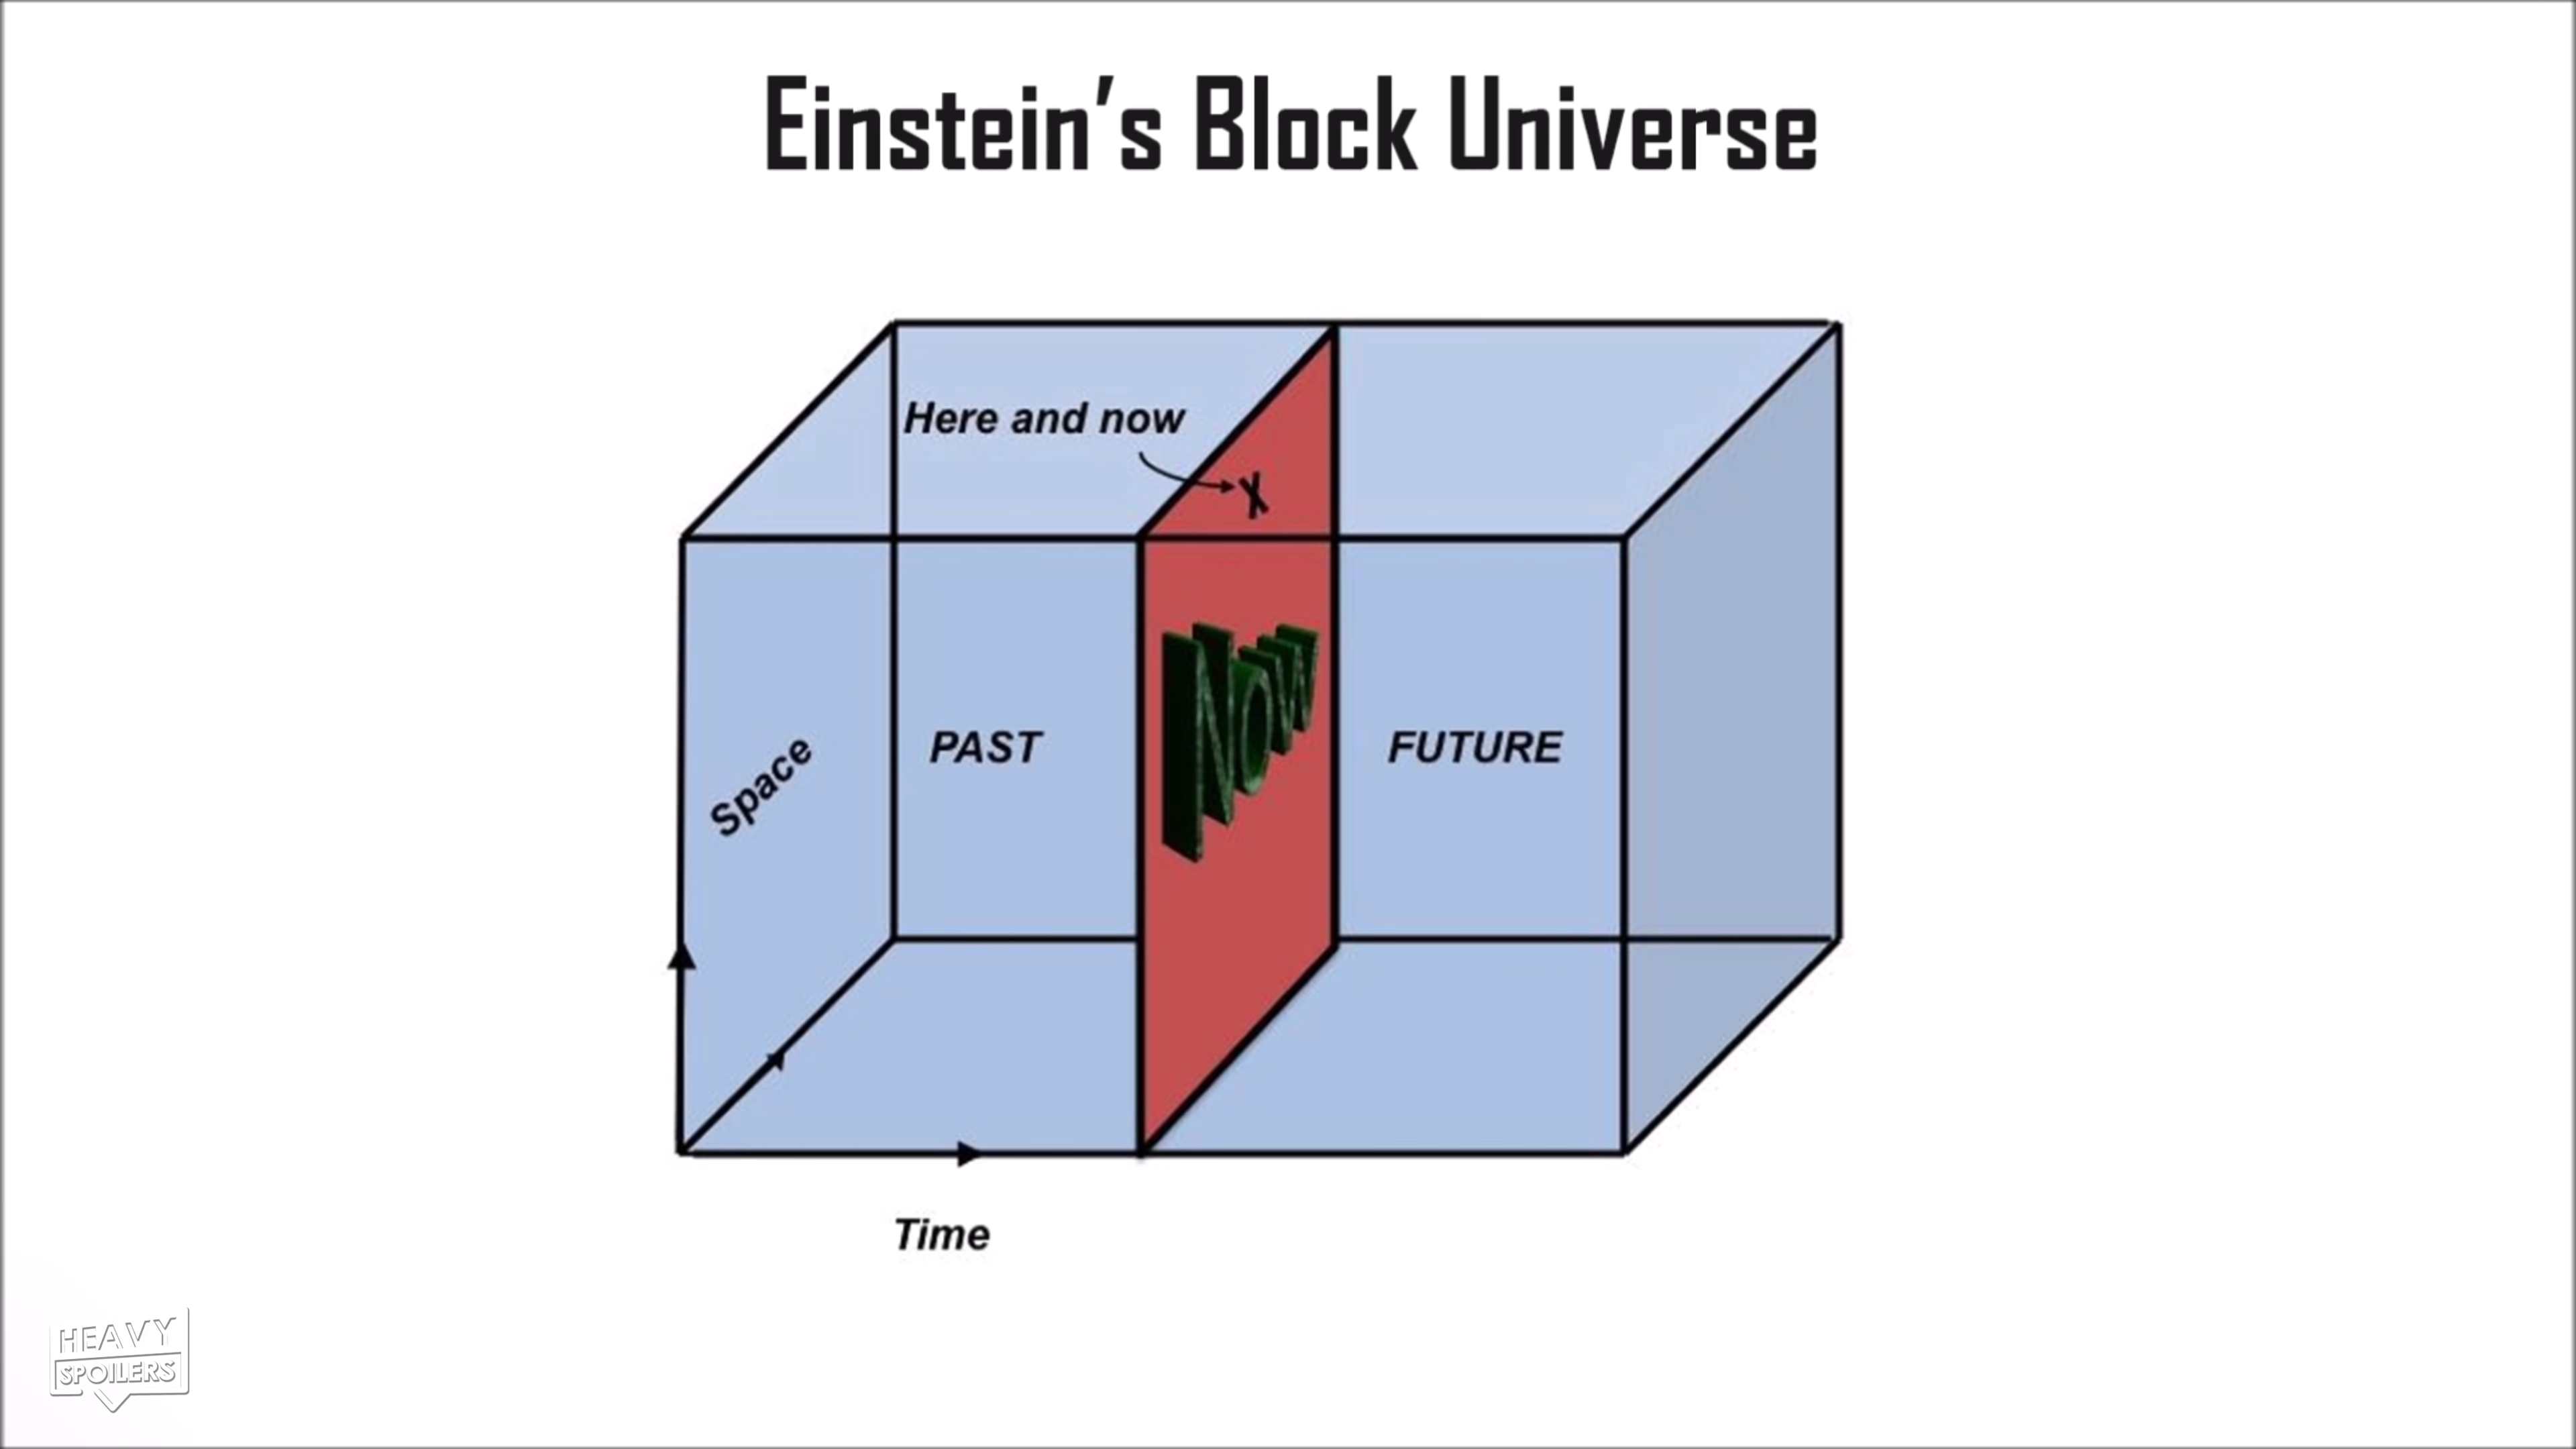 Einstein's Block Universe
Here and now
X
Now
Space
PAST
FUTURE
Time
HEAVY
SPOILERS